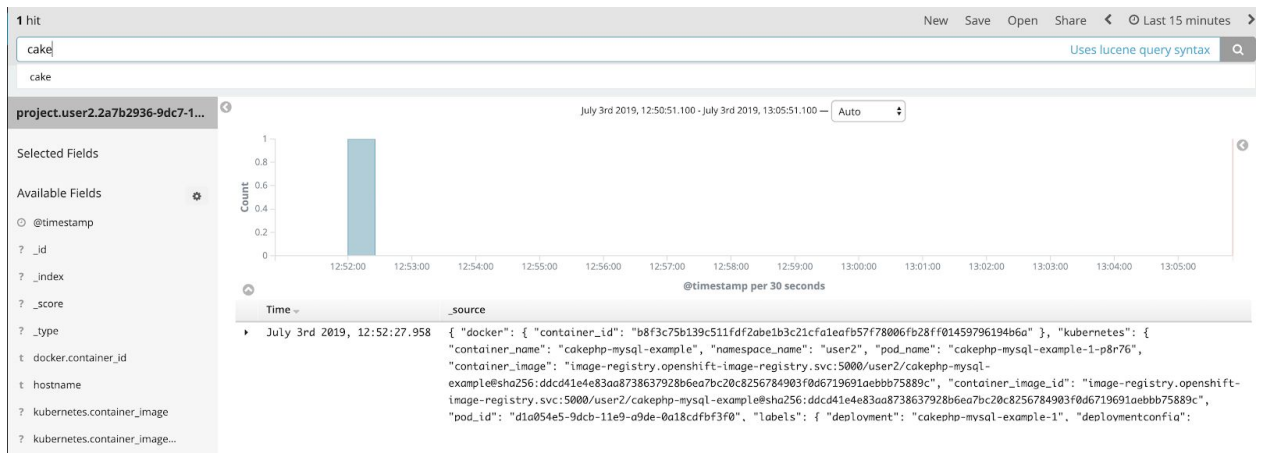 1 hit
New Save Open Share Last 15 minutes
cake
Uses lucene query syntax
cake
project.user2.2a7b2936-9dc7-1...
July 3rd 2019, 12:50:51.100 - July 3rd 2019, 13:05:51.100 — Auto
Selected Fields
Available Fields
@timestamp
? _id
? _index
? _score
? _type
t docker.container_id
t hostname
? kubernetes.container_image
? kubernetes.container_image...
Count
1
0.8
0.6
0.4
0.2
0
12:52:00 12:53:00 12:54:00 12:55:00 12:56:00 12:57:00 12:58:00 12:59:00 13:00:00 13:01:00 13:02:00 13:03:00 13:04:00 13:05:00
@timestamp per 30 seconds
Time _source
July 3rd 2019, 12:52:27.958 { "docker": { "container_id": "b8f3c75b139c511fdf2abe1b3c21cfa1eafb57f78006fb28ff01459796194b6a" }, "kubernetes": {
"container_name": "cakephp-mysql-example", "namespace_name": "user2", "pod_name": "cakephp-mysql-example-1-p8r76",
"container_image": "image-registry.openshift-image-registry.svc:5000/user2/cakephp-mysql-
example@sha256:ddcd41e4e83aa8738637928b6ea7bc20c8256784903f0d6719691aebbb75889c", "container_image_id": "image-registry.openshift-
image-registry.svc:5000/user2/cakephp-mysql-example@sha256:ddcd41e4e83aa8738637928b6ea7bc20c8256784903f0d6719691aebbb75889c",
"pod_id": "d1a054e5-9dcb-11e9-a9de-0a18cdfbf3f0", "labels": { "deployment": "cakephp-mysql-example-1", "deploymentconfig":